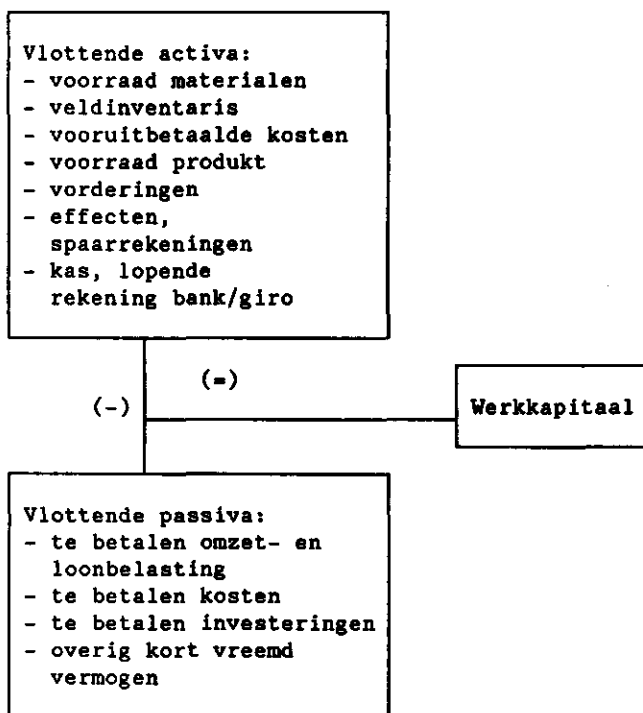 Vlottende activa:
- voorraad materialen
- veldinventaris
- vooruitbetaalde kosten
- voorraad produkt
- vorderingen
- effecten,
spaarrekeningen
- kas, lopende
rekening bank/giro
(=)
(-)
Werkkapitaal
Vlottende passiva:
- te betalen omzet- en
loonbelasting
- te betalen kosten
- te betalen investeringen
- overig kort vreemd
vermogen